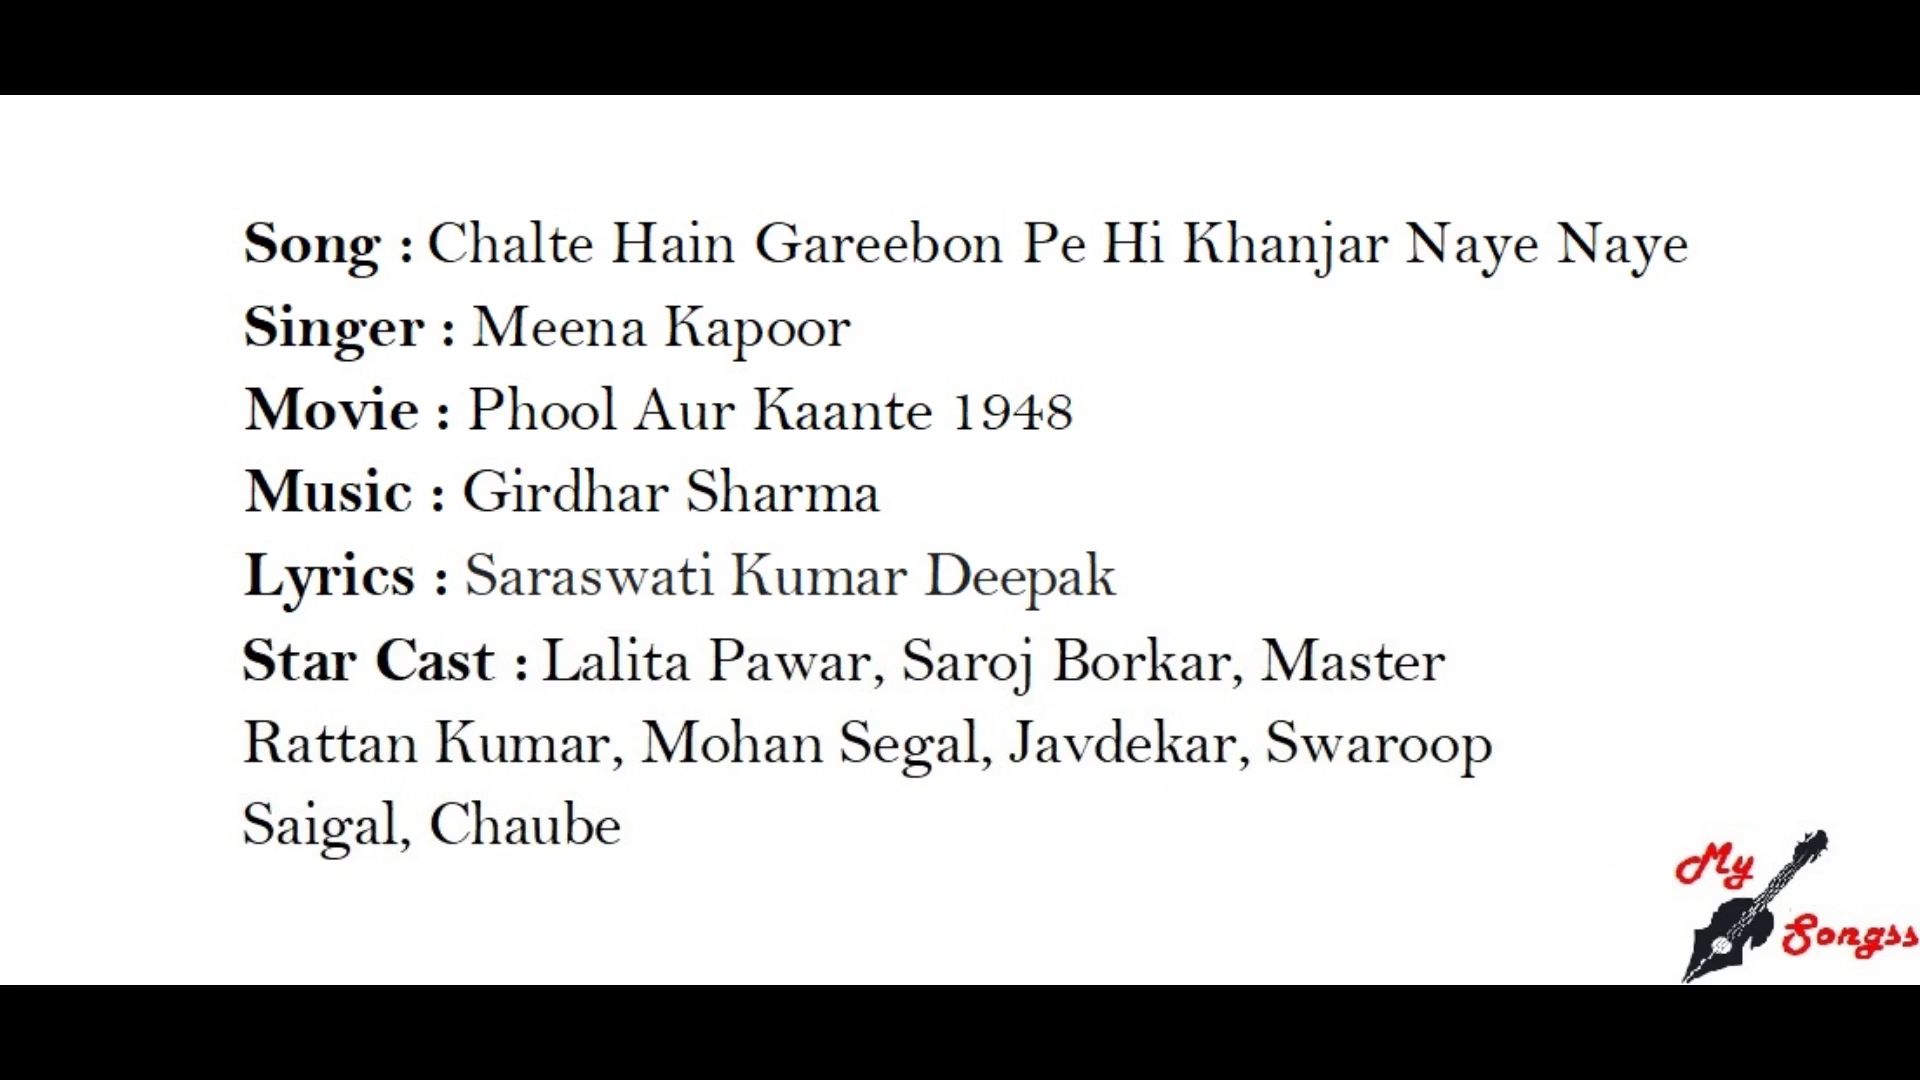 Song : Chalte Hain Gareebon Pe Hi Khanjar Naye Naye
Singer : Meena Kapoor
Movie : Phool Aur Kaante 1948
Music : Girdhar Sharma
Lyrics : Saraswati Kumar Deepak
Star Cast : Lalita Pawar, Saroj Borkar, Master
Rattan Kumar, Mohan Segal, Javdekar, Swaroop
Saigal, Chaube
My
Songss